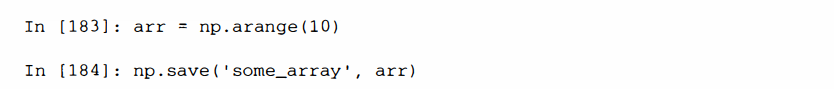 In [183]: arr = np.arange(10)
In [184]: np.save('some_array', arr)